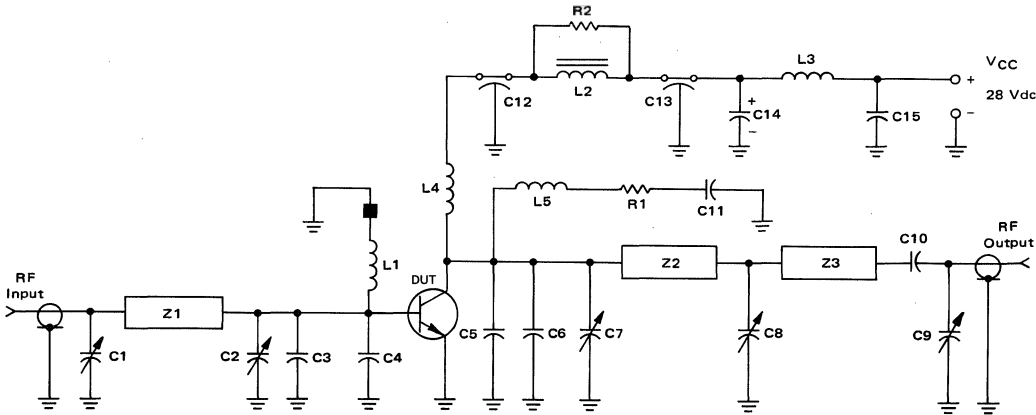 R2
L3
VCC
+
28 Vdc
–
C12
L2
C13
+
C14
–
C15
L4
L5
R1
C11
L1
C10
RF
Output
RF
Input
DUT
Z1
Z2
Z3
C1
C2
C3
C4
C5
C6
C7
C8
C9